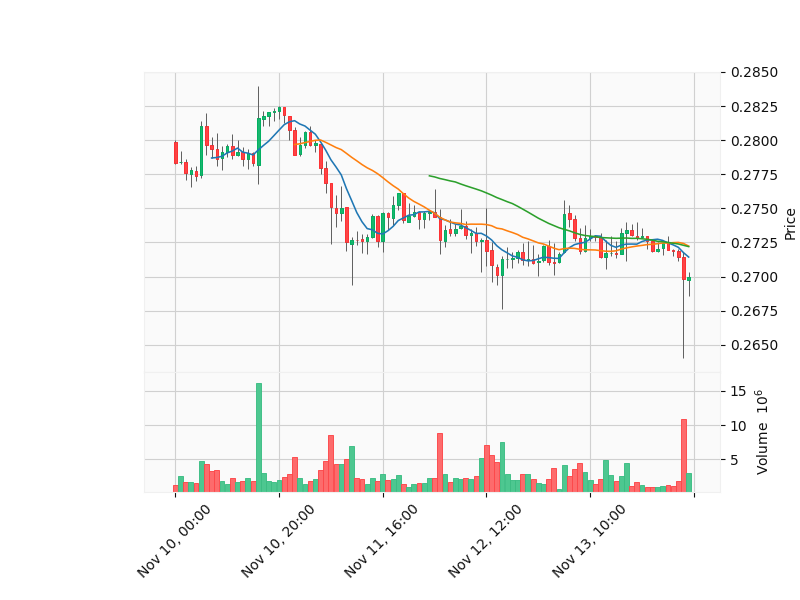 0.2850
0.2825
0.2800
0.2775
0.2750
0.2725
0.2700
0.2675
0.2650
Price
15
10
5
Volume 10^6
Nov 10, 00:00
Nov 10, 20:00
Nov 11, 16:00
Nov 12, 12:00
Nov 13, 10:00